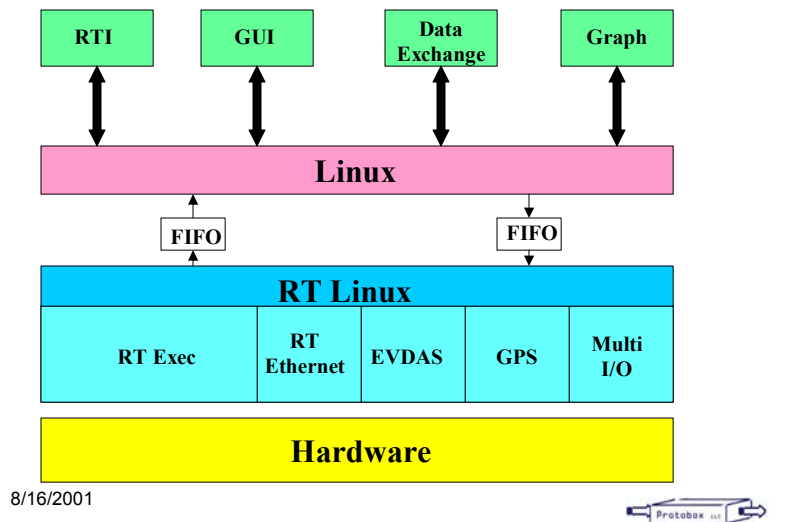 RTI
GUI
Data
Exchange
Graph
Linux
FIFO
FIFO
RT Linux
RT Exec
RT
Ethernet
EVDAS
GPS
Multi
I/O
Hardware
8/16/2001
Protobox LLC